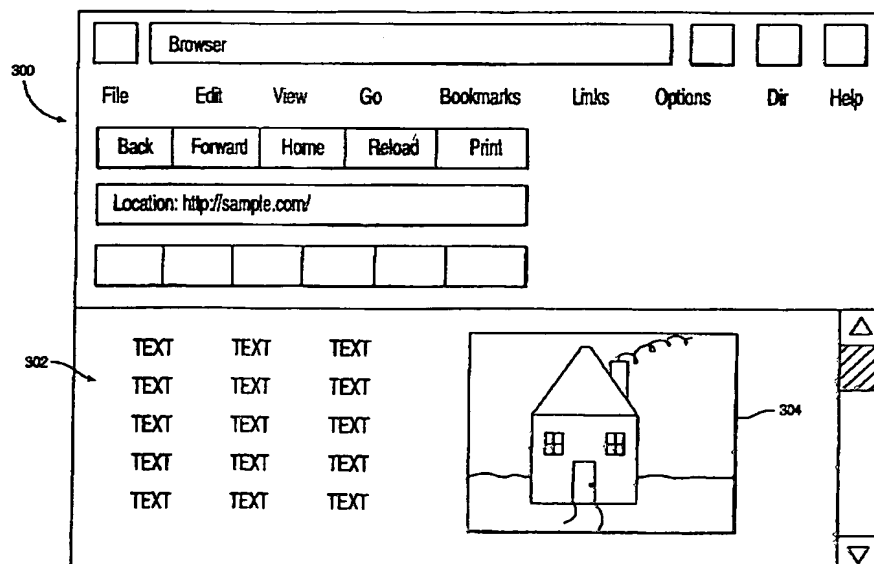 Browser
300
File Edit View Go Bookmarks Links Options Dir Help
Back Forward Home Reload Print
Location: http://sample.com/
TEXT TEXT TEXT
302
TEXT TEXT TEXT
304
TEXT TEXT TEXT
TEXT TEXT TEXT
TEXT TEXT TEXT